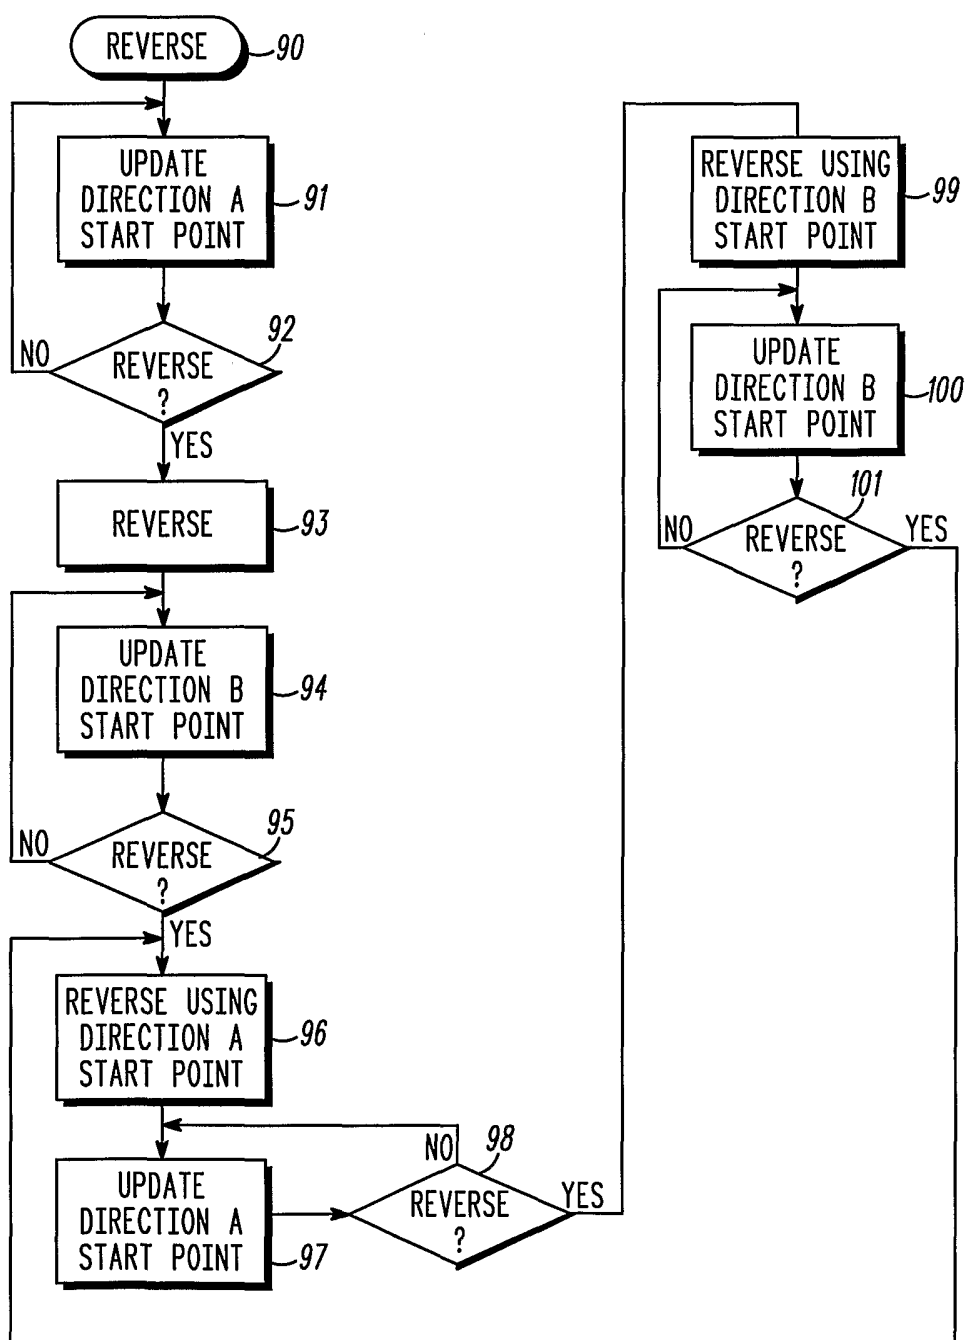 REVERSE
90
UPDATE
DIRECTION A
START POINT
91
92
REVERSE
?
NO
YES
REVERSE
93
UPDATE
DIRECTION B
START POINT
94
95
REVERSE
?
NO
YES
REVERSE USING
DIRECTION A
START POINT
96
UPDATE
DIRECTION A
START POINT
97
NO
98
REVERSE
?
YES
REVERSE USING
DIRECTION B
START POINT
99
UPDATE
DIRECTION B
START POINT
100
101
NO
REVERSE
?
YES